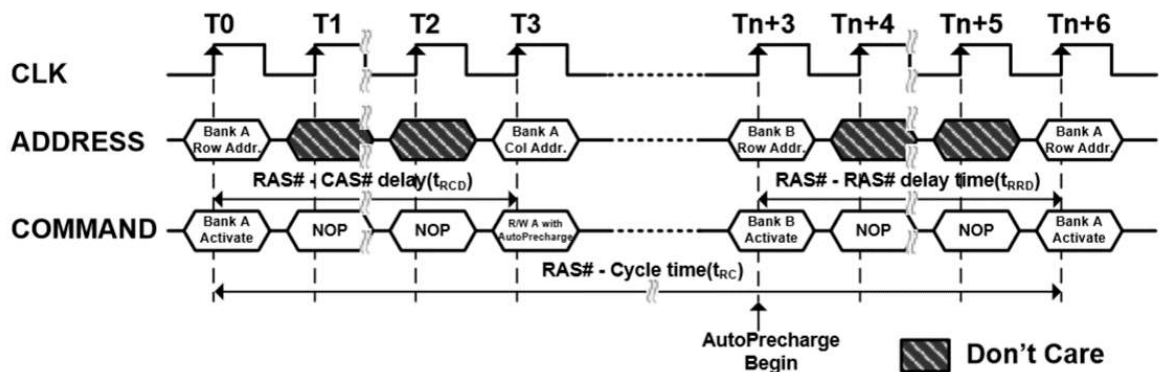 T0 T1 T2 T3 Tn+3 Tn+4 Tn+5 Tn+6
CLK
ADDRESS
Bank A
Row Addr.
Bank A
Col Addr.
Bank B
Row Addr.
Bank A
Row Addr.
RAS# - CAS# delay(tRCD)
RAS# - RAS# delay time(tRRD)
COMMAND
Bank A
Activate
NOP
NOP
R/W A with
AutoPrecharge
Bank B
Activate
NOP
NOP
Bank A
Activate
RAS# - Cycle time(tRC)
AutoPrecharge
Begin
Don't Care